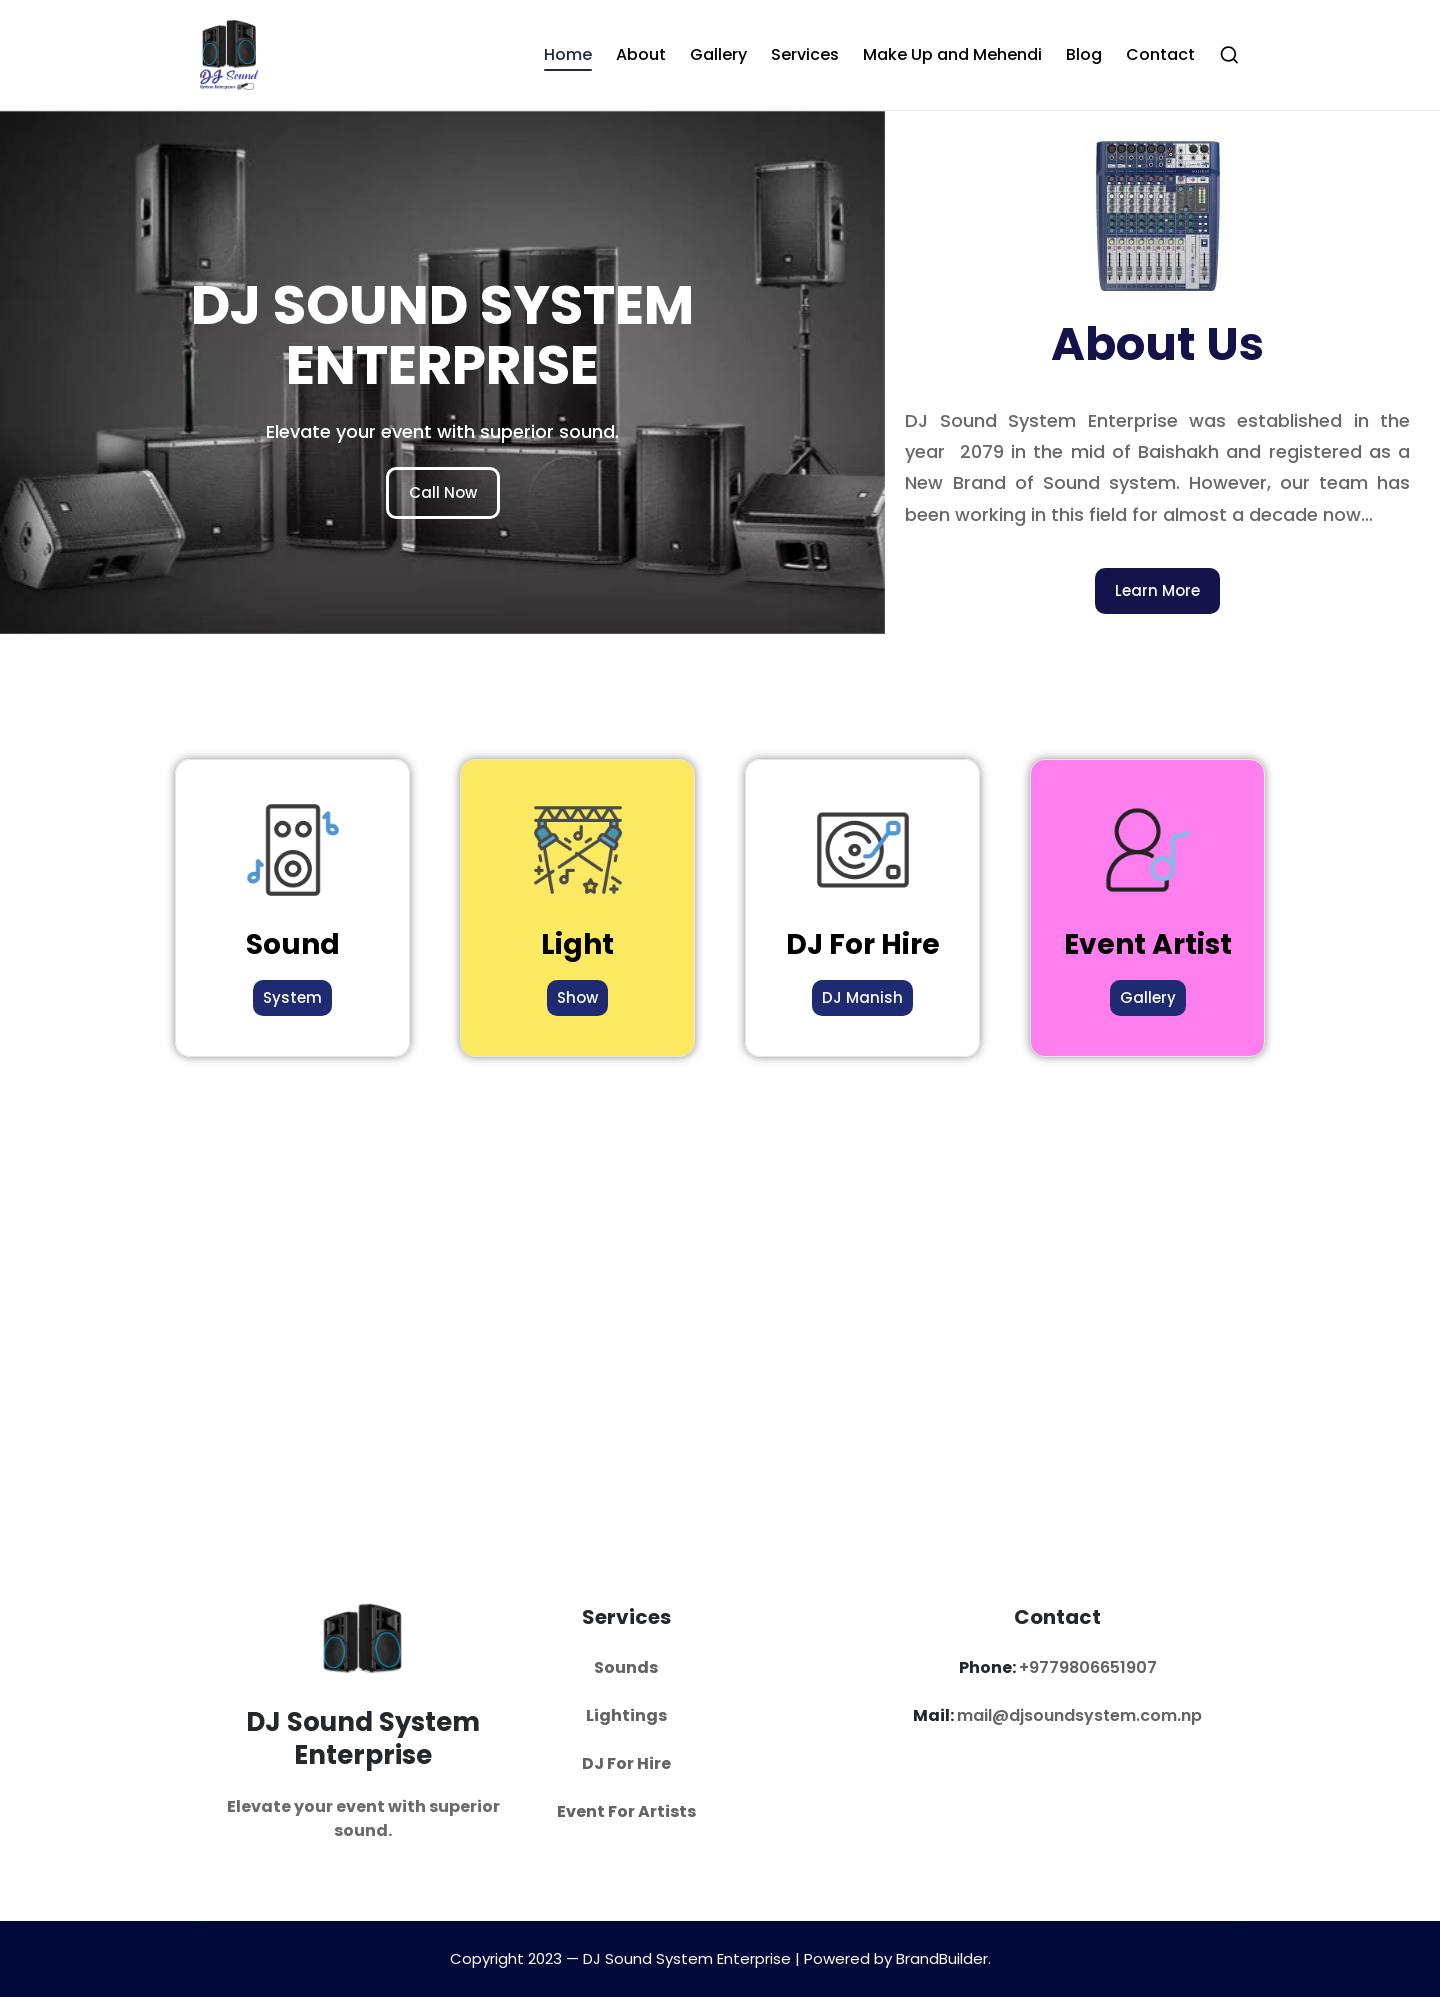 DJ Sound
System Enterprises
Home About Gallery Services Make Up and Mehendi Blog Contact
DJ SOUND SYSTEM
ENTERPRISE
Elevate your event with superior sound.
Call Now
About Us
DJ Sound System Enterprise was established in the
year 2079 in the mid of Baishakh and registered as a
New Brand of Sound system. However, our team has
been working in this field for almost a decade now…
Learn More
Sound
System
Light
Show
DJ For Hire
DJ Manish
Event Artist
Gallery
DJ Sound System
Enterprise
Elevate your event with superior
sound.
Services
Sounds
Lightings
DJ For Hire
Event For Artists
Contact
Phone: +9779806651907
Mail: mail@djsoundsystem.com.np
Copyright 2023 — DJ Sound System Enterprise | Powered by BrandBuilder.